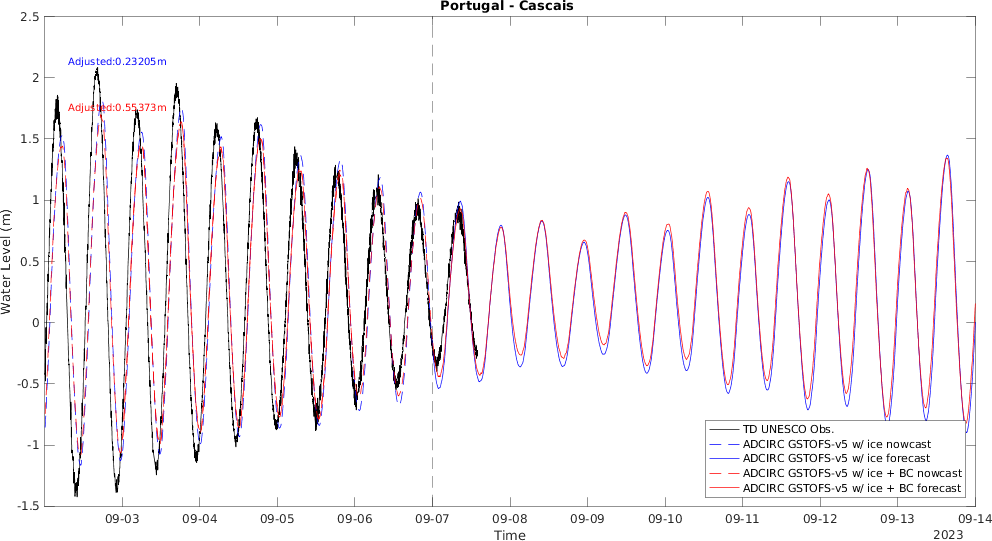 Portugal - Cascais
2.5
2
1.5
1
0.5
0
-0.5
-1
-1.5
Water Level (m)
Adjusted:0.23205m
Adjusted:0.55373m
TD UNESCO Obs.
ADCIRC GSTOFS-v5 w/ ice nowcast
ADCIRC GSTOFS-v5 w/ ice forecast
ADCIRC GSTOFS-v5 w/ ice + BC nowcast
ADCIRC GSTOFS-v5 w/ ice + BC forecast
09-03 09-04 09-05 09-06 09-07 09-08 09-09 09-10 09-11 09-12 09-13 09-14
Time
2023